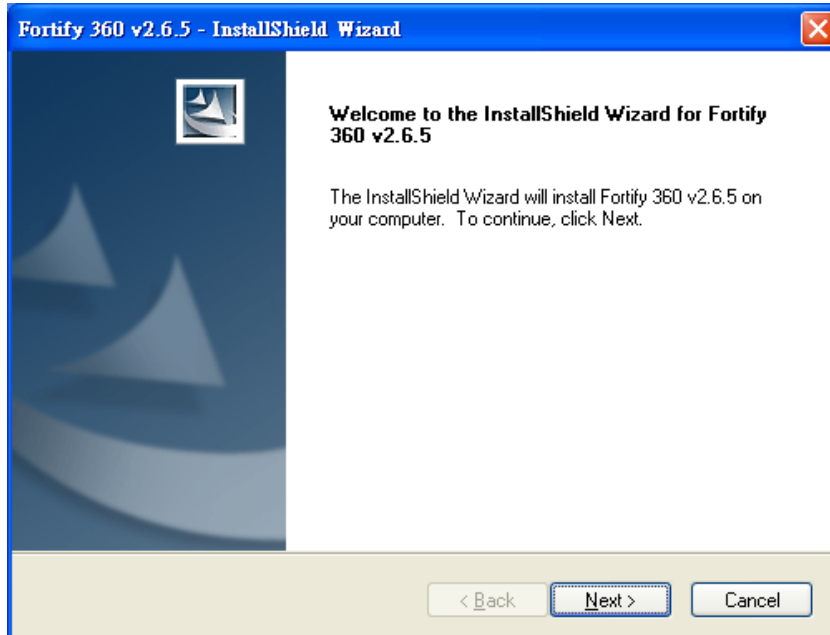 Fortify 360 v2.6.5 - InstallShield Wizard
Welcome to the InstallShield Wizard for Fortify
360 v2.6.5
The InstallShield Wizard will install Fortify 360 v2.6.5 on
your computer. To continue, click Next.
< Back Next > Cancel